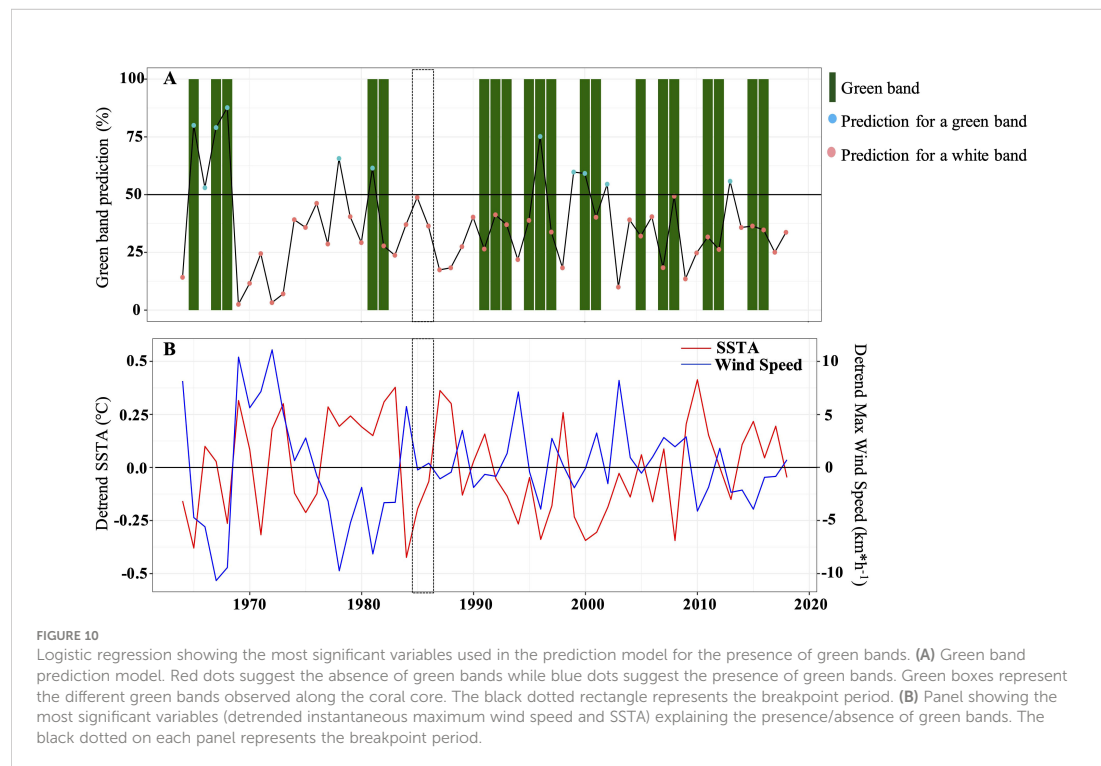 A
100
75
50
25
0
Green band prediction (%)
Green band
Prediction for a green band
Prediction for a white band
B
SSTA
Wind Speed
0.5
0.25
0.0
-0.25
-0.5
Detrend SSTA (°C)
10
5
0
-5
-10
Detrend Max Wind Speed (km*h⁻¹)
1970 1980 1990 2000 2010 2020
FIGURE 10
Logistic regression showing the most significant variables used in the prediction model for the presence of green bands. (A) Green band
prediction model. Red dots suggest the absence of green bands while blue dots suggest the presence of green bands. Green boxes represent
the different green bands observed along the coral core. The black dotted rectangle represents the breakpoint period. (B) Panel showing the
most significant variables (detrended instantaneous maximum wind speed and SSTA) explaining the presence/absence of green bands. The
black dotted on each panel represents the breakpoint period.